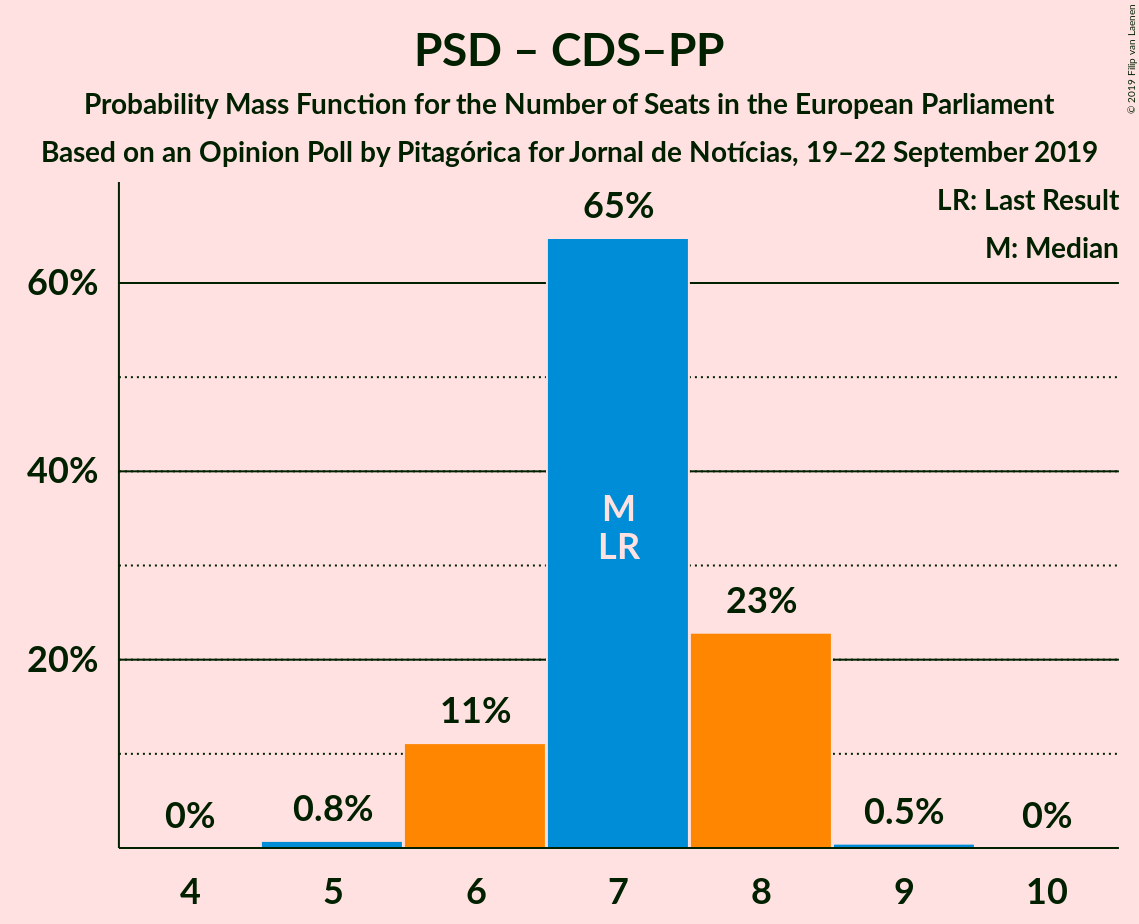 PSD – CDS–PP
Probability Mass Function for the Number of Seats in the European Parliament
Based on an Opinion Poll by Pitagórica for Jornal de Notícias, 19–22 September 2019
© 2019 Filip van Laenen
LR: Last Result
M: Median
65%
60%
40%
M
LR
23%
20%
11%
0%
0.8%
0.5%
0%
4
5
6
7
8
9
10